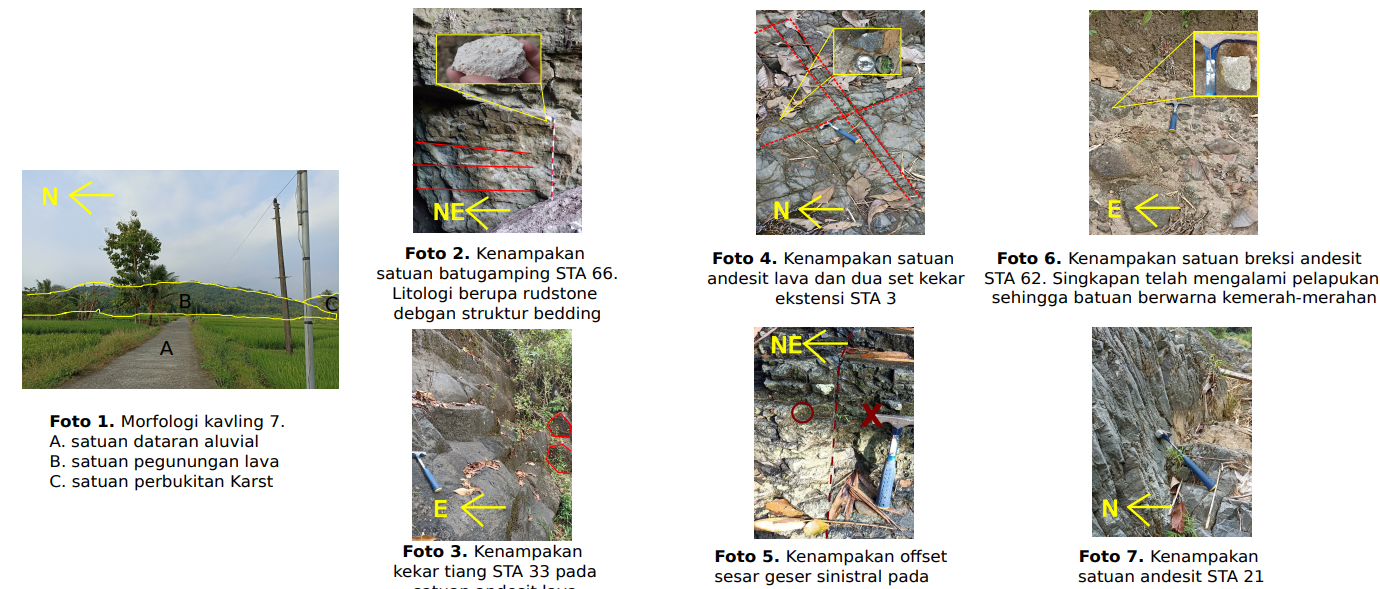 N
B
C
A
Foto 1. Morfologi kavling 7.
A. satuan dataran aluvial
B. satuan pegunungan lava
C. satuan perbukitan Karst
NE
Foto 2. Kenampakan
satuan batugamping STA 66.
Litologi berupa rudstone
debgan struktur bedding
E
Foto 3. Kenampakan
kekar tiang STA 33 pada
satuan andesit lava
N
Foto 4. Kenampakan satuan
andesit lava dan dua set kekar
ekstensi STA 3
NE
X
Foto 5. Kenampakan offset
sesar geser sinistral pada
E
Foto 6. Kenampakan satuan breksi andesit
STA 62. Singkapan telah mengalami pelapukan
sehingga batuan berwarna kemerah-merahan
N
Foto 7. Kenampakan
satuan andesit STA 21